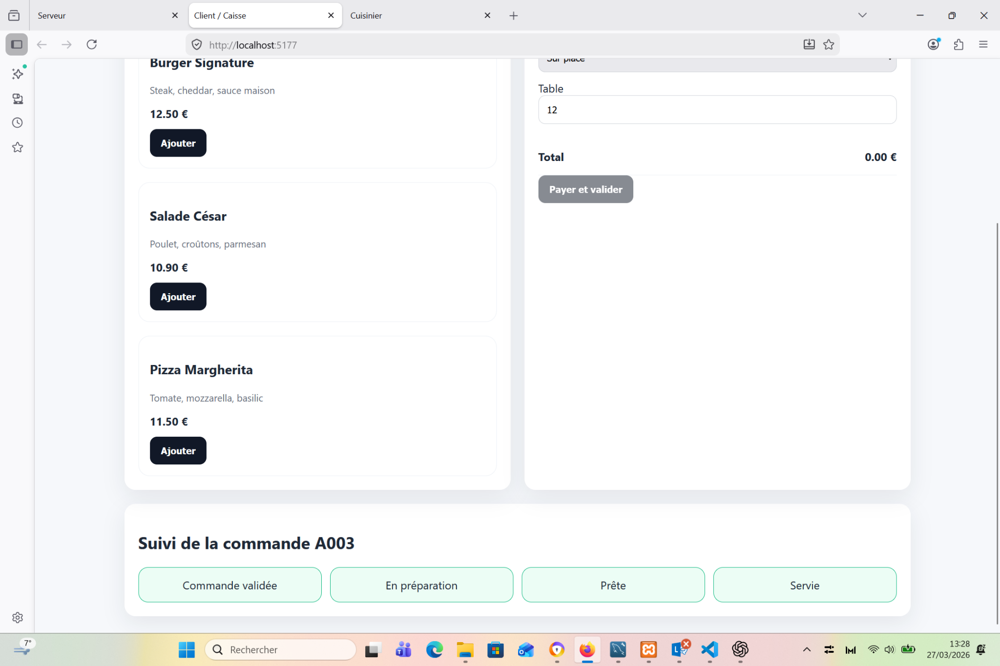 Serveur
Client / Caisse
Cuisinier
http://localhost:5177
Burger Signature
Steak, cheddar, sauce maison
12.50 €
Ajouter
Salade César
Poulet, croûtons, parmesan
10.90 €
Ajouter
Pizza Margherita
Tomate, mozzarella, basilic
11.50 €
Ajouter
Sur place
Table
12
Total
0.00 €
Payer et valider
Suivi de la commande A003
Commande validée
En préparation
Prête
Servie
7°
Rechercher
13:28
27/03/2026